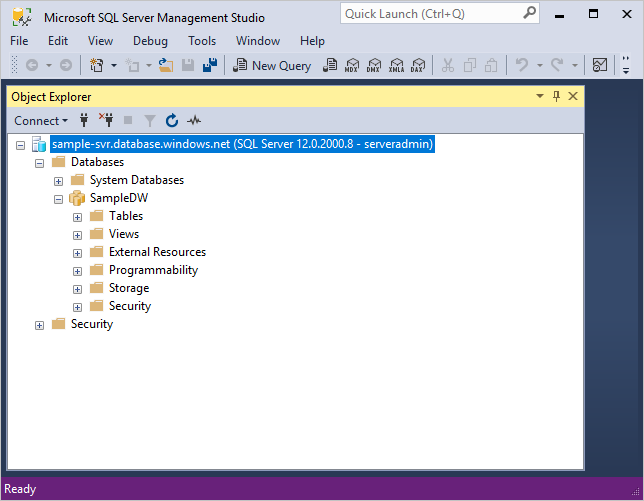 Microsoft SQL Server Management Studio
Quick Launch (Ctrl+Q)
File Edit View Debug Tools Window Help
New Query MDX DMX XMLA DAX
Object Explorer
Connect
sample-svr.database.windows.net (SQL Server 12.0.2000.8 - serveradmin)
Databases
System Databases
SampleDW
Tables
Views
External Resources
Programmability
Storage
Security
Security
Ready